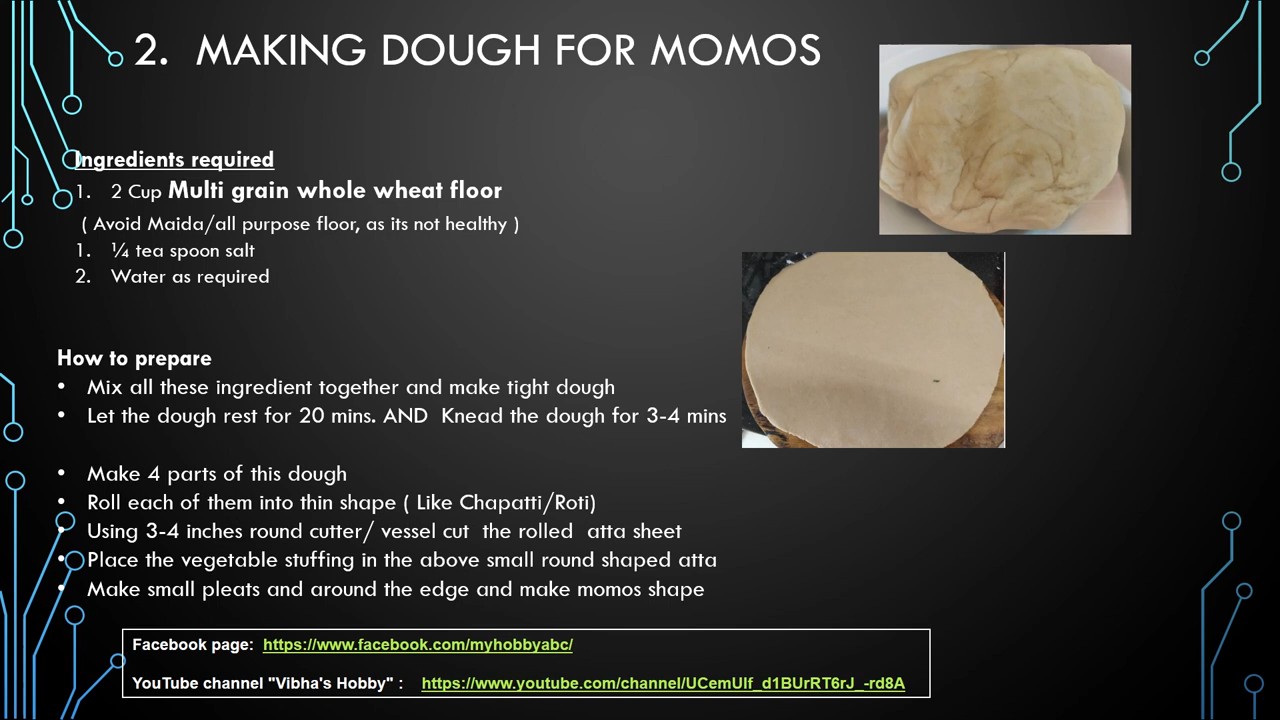 2. MAKING DOUGH FOR MOMOS
Ingredients required
1. 2 Cup Multi grain whole wheat floor
( Avoid Maida/all purpose floor, as its not healthy )
1. ¼ tea spoon salt
2. Water as required
How to prepare
• Mix all these ingredient together and make tight dough
• Let the dough rest for 20 mins. AND Knead the dough for 3-4 mins
• Make 4 parts of this dough
• Roll each of them into thin shape ( Like Chapatti/Roti)
• Using 3-4 inches round cutter/ vessel cut the rolled atta sheet
• Place the vegetable stuffing in the above small round shaped atta
• Make small pleats and around the edge and make momos shape
Facebook page: https://www.facebook.com/myhobbyabc/
YouTube channel "Vibha's Hobby" : https://www.youtube.com/channel/UCemUIf_d1BUrRT6rJ_-rd8A